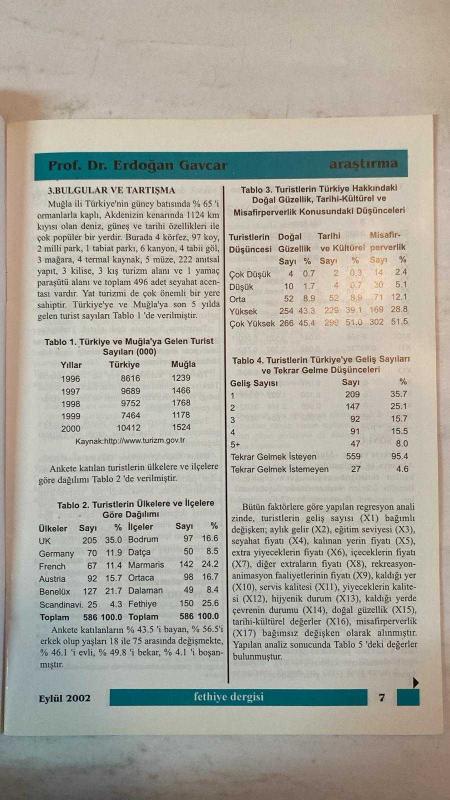 Prof. Dr. Erdoğan Gavcar araştırma
3.BULGULAR VE TARTIŞMA
Muğla ili Türkiye'nin güney batısında % 65 'i
ormanlarla kaplı, Akdenizin kenarında 1124 km
kıyısı olan deniz, güneş ve tarihi özellikleri ile
çok popüler bir yerdir. Burada 4 körfez, 97 koy,
2 milli park, 1 tabiat parkı, 6 kanyon, 4 tabii göl,
3 mağara, 4 termal kaynak, 5 müze, 222 anıtsal
yapıt, 3 kilise, 3 kış turizm alanı ve 1 yamaç
paraşütü alanı ve toplam 496 adet seyahat acen-
tası vardır. Yat turizmi de çok önemli bir yere
sahiptir. Türkiye'ye ve Muğla'ya son 5 yılda
gelen turist sayıları Tablo 1 'de verilmiştir.
Tablo 1. Türkiye ve Muğla'ya Gelen Turist
Sayıları (000)
Yıllar Türkiye Muğla
1996 8616 1239
1997 9689 1466
1998 9752 1768
1999 7464 1178
2000 10412 1524
Kaynak:http://www.turizm.gov.tr
Ankete katılan turistlerin ülkelere ve ilçelere
göre dağılımı Tablo 2 'de verilmiştir.
Tablo 2. Turistlerin Ülkelere ve İlçelere
Göre Dağılımı
Ülkeler Sayı % İlçeler Sayı %
UK 205 35.0 Bodrum 97 16.6
Germany 70 11.9 Datça 50 8.5
French 67 11.4 Marmaris 142 24.2
Austria 92 15.7 Ortaca 98 16.7
Benelüx 127 21.7 Dalaman 49 8.4
Scandinavi. 25 4.3 Fethiye 150 25.6
Toplam 586 100.0 Toplam 586 100.0
Ankete katılanların % 43.5 'i bayan, % 56.5'i
erkek olup yaşları 18 ile 75 arasında değişmekte,
% 46.1 'i evli, % 49.8 'i bekar, % 4.1 'i boşan-
mıştır.
Tablo 3. Turistlerin Türkiye Hakkındaki
Doğal Güzellik, Tarihi-Kültürel ve
Misafirperverlik Konusundaki Düşünceleri
Turistlerin Doğal Tarihi Misafir-
Düşüncesi Güzellik ve Kültürel perverlik
Sayı % Sayı % Sayı %
Çok Düşük 4 0.7 2 0.3 14 2.4
Düşük 10 1.7 4 0.7 30 5.1
Orta 52 8.9 52 8.9 71 12.1
Yüksek 254 43.3 229 39.1 169 28.8
Çok Yüksek 266 45.4 299 51.0 302 51.5
Tablo 4. Turistlerin Türkiye'ye Geliş Sayıları
ve Tekrar Gelme Düşünceleri
Geliş Sayısı Sayı %
1 209 35.7
2 147 25.1
3 92 15.7
4 91 15.5
5+ 47 8.0
Tekrar Gelmek İsteyen 559 95.4
Tekrar Gelmek İstemeyen 27 4.6
Bütün faktörlere göre yapılan regresyon anali
zinde, turistlerin geliş sayısı (X1) bağımlı
değişken; aylık gelir (X2), eğitim seviyesi (X3),
seyahat fiyatı (X4), kalınan yerin fiyatı (X5),
extra yiyeceklerin fiyatı (X6), içeceklerin fiyatı
(X7), diğer extraların fiyatı (X8), rekreasyon-
animasyon faaliyetlerinin fiyatı (X9), kaldığı yer
(X10), servis kalitesi (X11), yiyeceklerin kalite-
si (X12), hijyenik durum (X13), kaldığı yerde
çevrenin durumu (X14), doğal güzellik (X15),
tarihi-kültürel değerler (X16), misafirperverlik
(X17) bağımsız değişken olarak alınmıştır.
Yapılan analiz sonucunda Tablo 5 'deki değerler
bulunmuştur.
Eylül 2002 fethiye dergisi 7